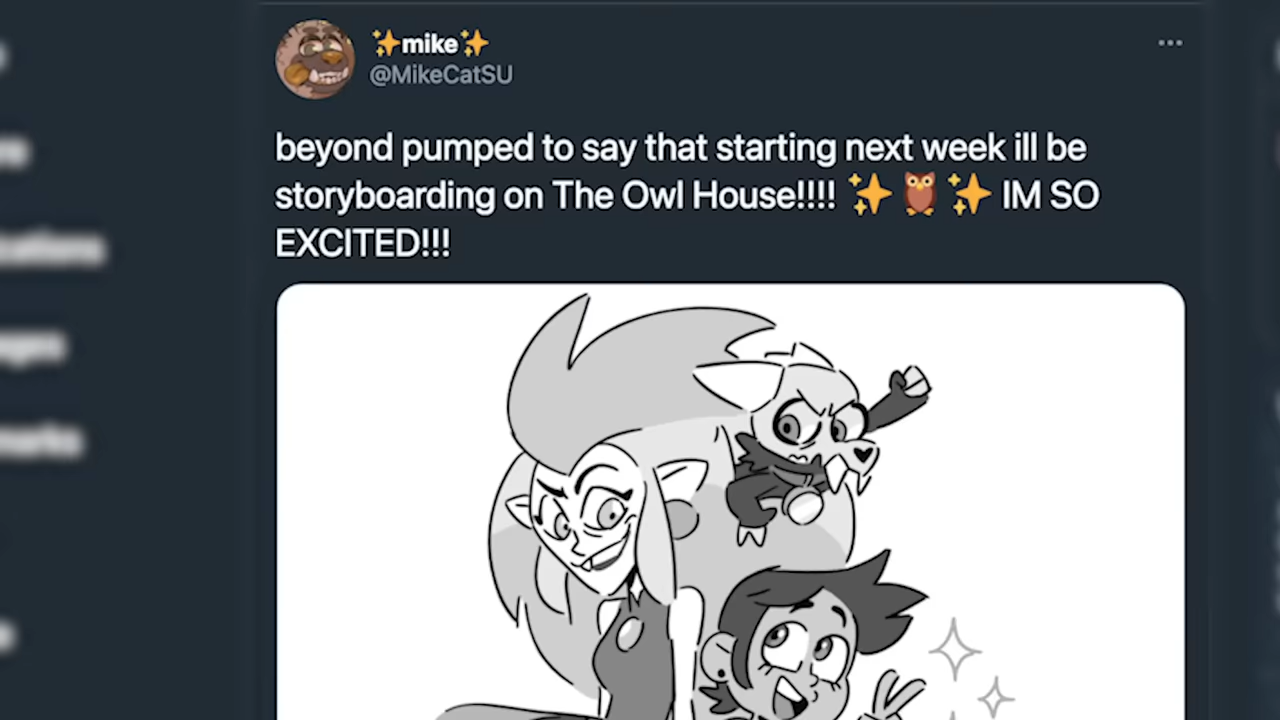 ✨mike✨
@MikeCatSU
beyond pumped to say that starting next week ill be
storyboarding on The Owl House!!!! ✨🦉✨ IM SO
EXCITED!!!